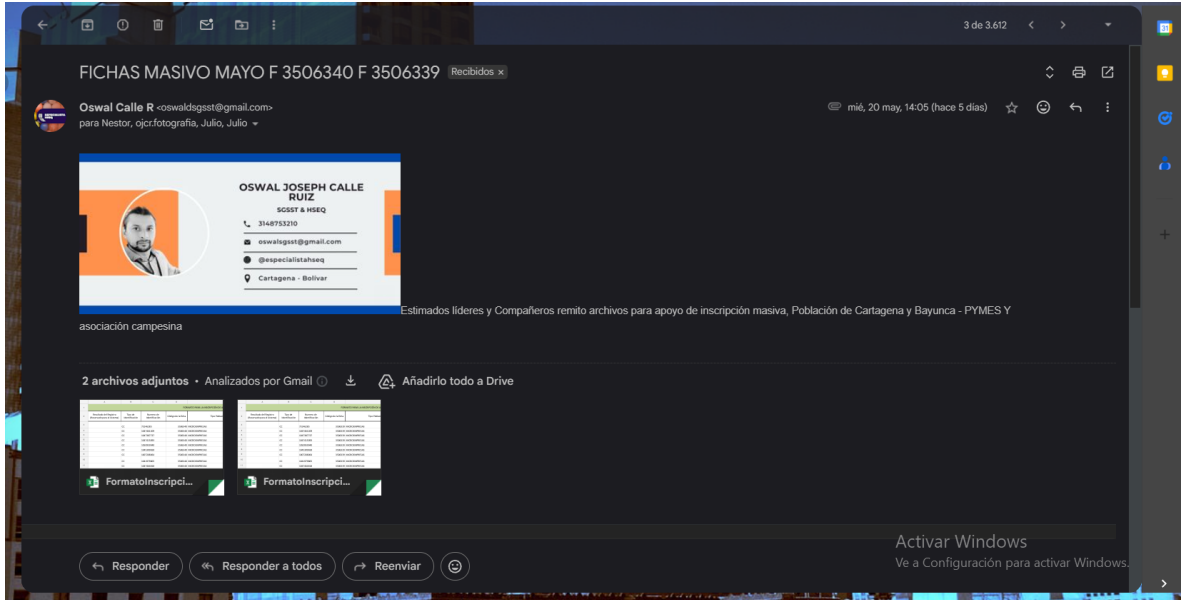 3 de 3.612
FICHAS MASIVO MAYO F 3506340 F 3506339 Recibidos ×
Oswal Calle R <oswaldsgsst@gmail.com>
mié, 20 may, 14:05 (hace 5 días)
para Nestor, ojcr.fotografia, Julio, Julio
OSWAL JOSEPH CALLE
RUIZ
SGSST & HSEQ
3148753210
oswalsgsst@gmail.com
@especialistahseq
Cartagena - Bolivar
Estimados líderes y Compañeros remito archivos para apoyo de inscripción masiva, Población de Cartagena y Bayunca - PYMES Y
asociación campesina
2 archivos adjuntos • Analizados por Gmail
Añadirlo todo a Drive
FormatoInscripci...
FormatoInscripci...
Activar Windows
Ve a Configuración para activar Windows.
Responder
Responder a todos
Reenviar
31